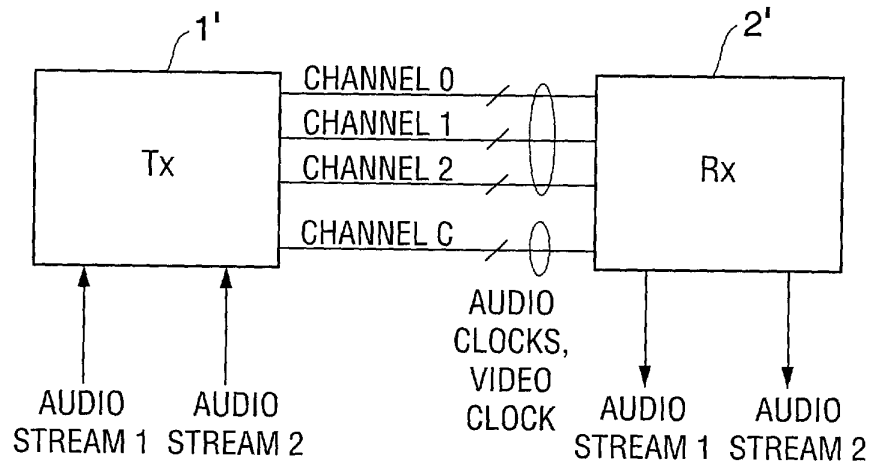 1'
2'
CHANNEL 0
CHANNEL 1
CHANNEL 2
CHANNEL C
Tx
Rx
AUDIO
CLOCKS,
VIDEO
CLOCK
AUDIO
STREAM 1
AUDIO
STREAM 2
AUDIO
STREAM 1
AUDIO
STREAM 2